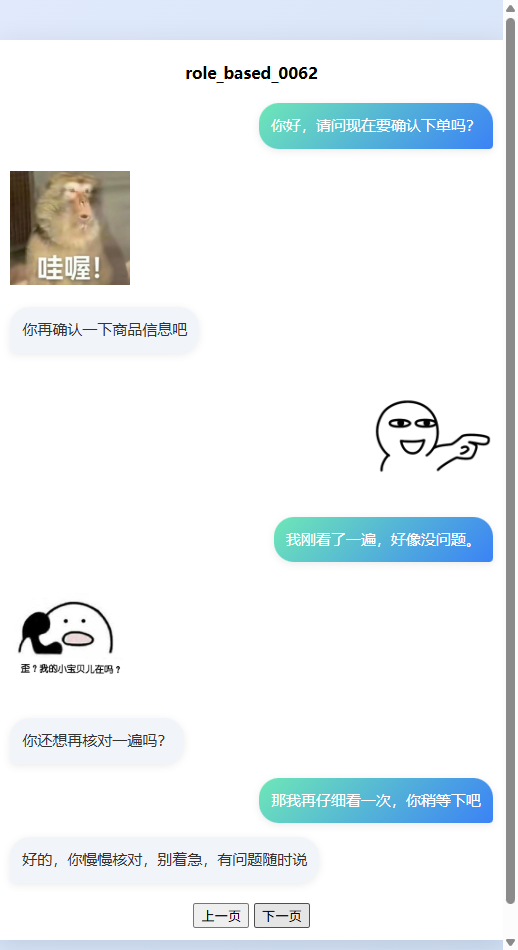 role_based_0062
你好，请问现在要确认下单吗？
哇喔！
你再确认一下商品信息吧
我刚看了一遍，好像没问题。
歪？我的小宝贝儿在吗？
你还想再核对一遍吗？
那我再仔细看一次，你稍等下吧
好的，你慢慢核对，别着急，有问题随时说
上一页 下一页